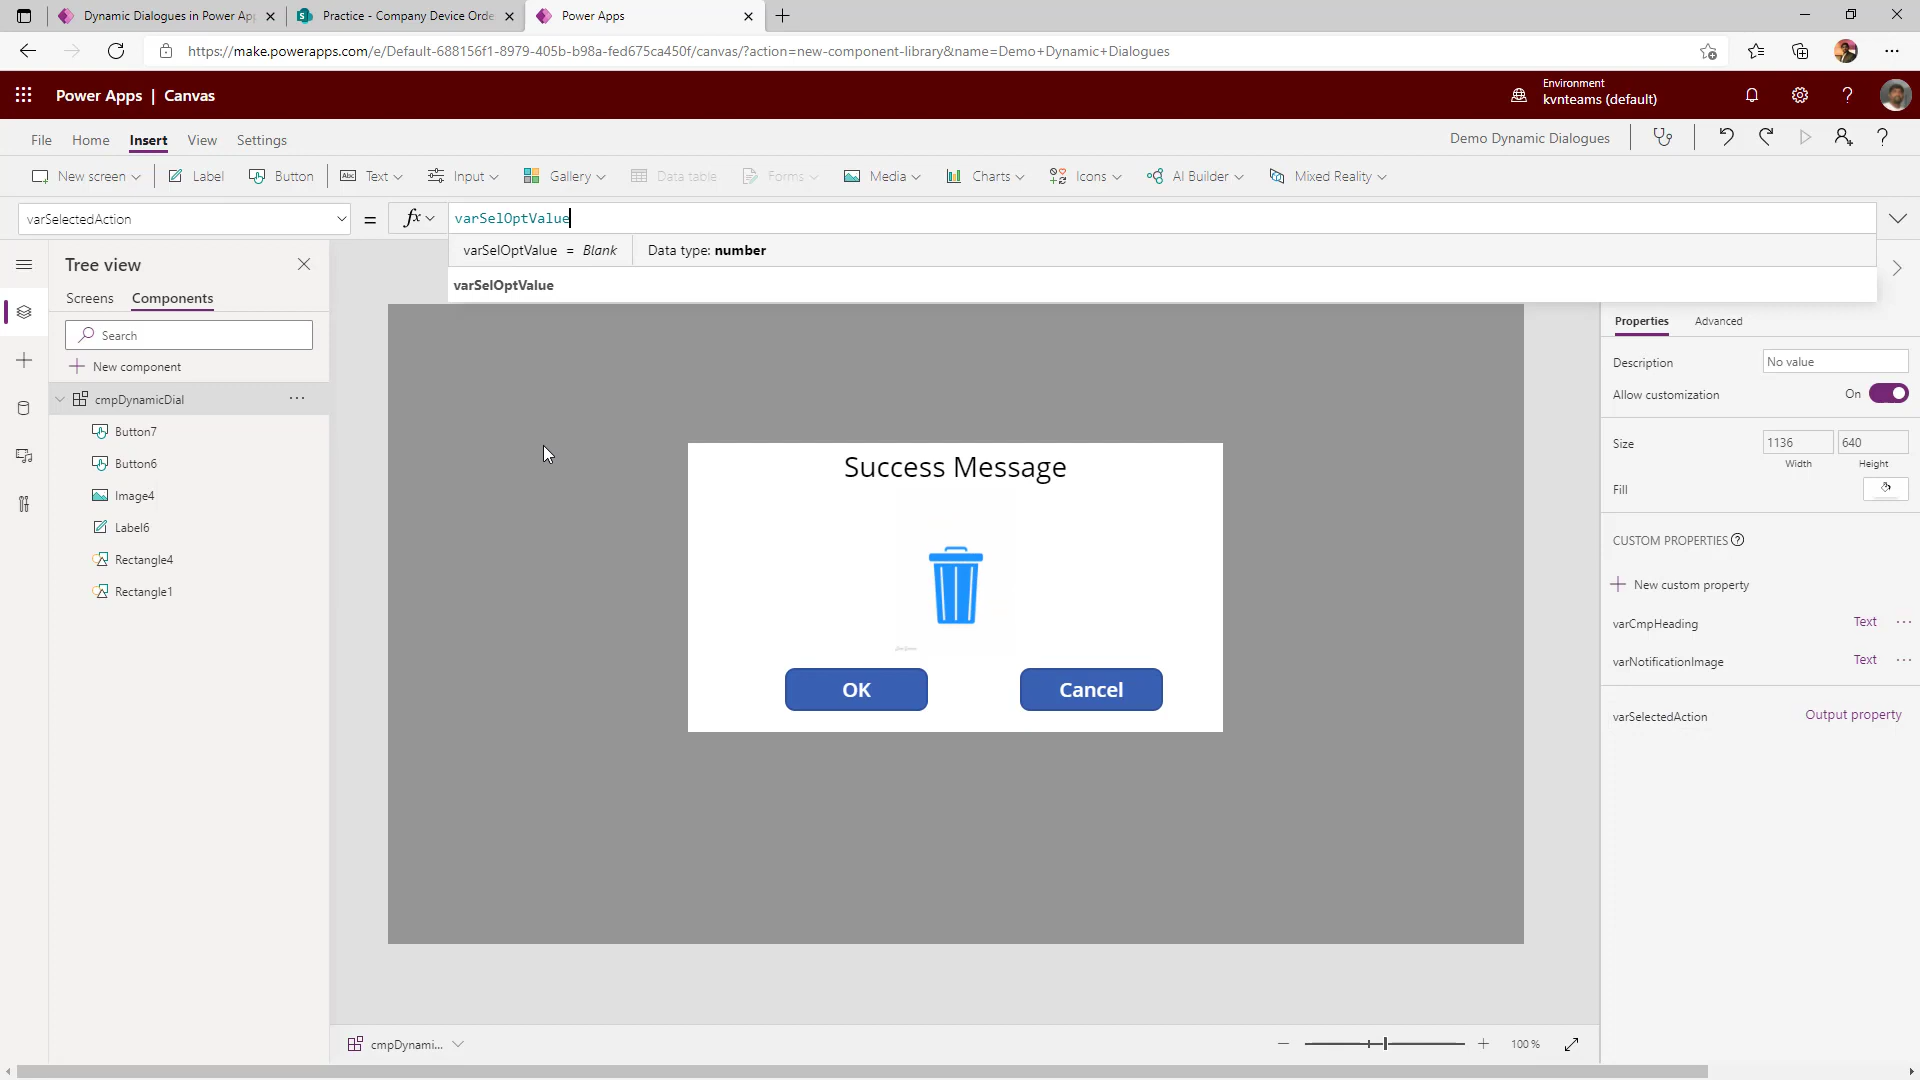 Dynamic Dialogues in Power Ap
Practice - Company Device Orde
Power Apps
https://make.powerapps.com/e/Default-688156f1-8979-405b-b98a-fed675ca450f/canvas/?action=new-component-library&name=Demo+Dynamic+Dialogues
Power Apps | Canvas
Environment
kvnteams (default)
File Home Insert View Settings
Demo Dynamic Dialogues
New screen Label Button Text Input Gallery Data table Forms Media Charts Icons AI Builder Mixed Reality
varSelectedAction = fx varSelOptValue
varSelOptValue = Blank Data type: number
varSelOptValue
Tree view
Screens Components
Search
New component
cmpDynamicDial
Button7
Button6
Image4
Label6
Rectangle4
Rectangle1
Success Message
OK Cancel
Properties Advanced
Description No value
Allow customization On
Size 1136 640
Width Height
Fill
CUSTOM PROPERTIES
New custom property
varCmpHeading Text
varNotificationImage Text
varSelectedAction Output property
cmpDynami...
100 %